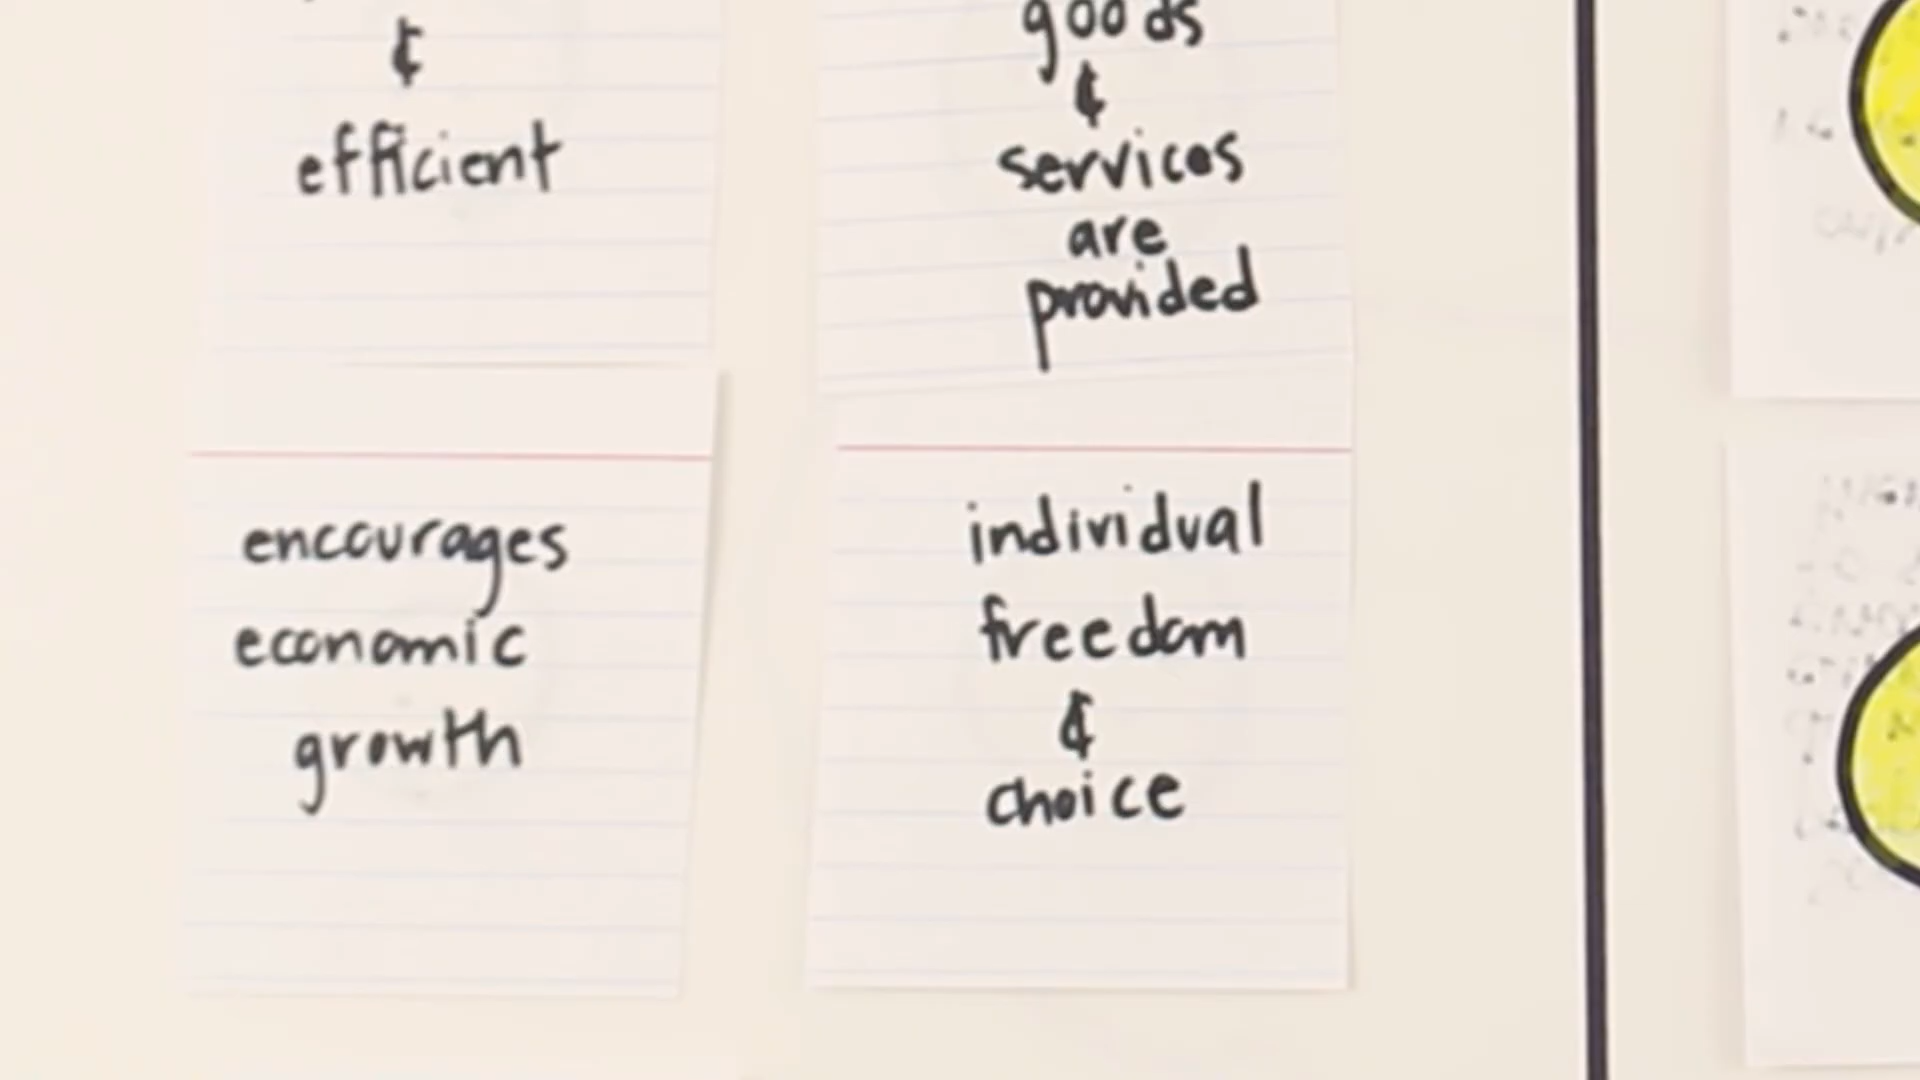 &
efficient
goods
&
services
are
provided
encourages
economic
growth
individual
freedom
&
choice